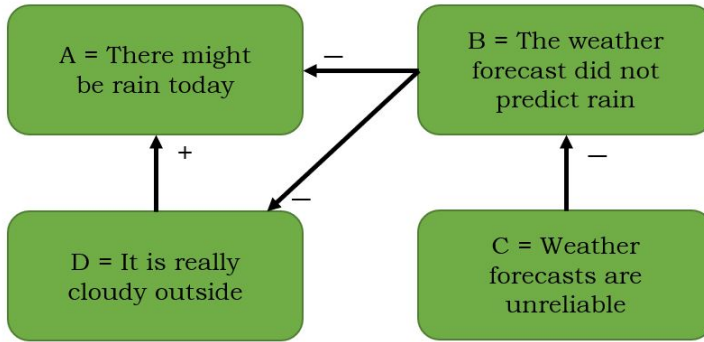 A = There might
be rain today
—
B = The weather
forecast did not
predict rain
+
—
—
D = It is really
cloudy outside
C = Weather
forecasts are
unreliable